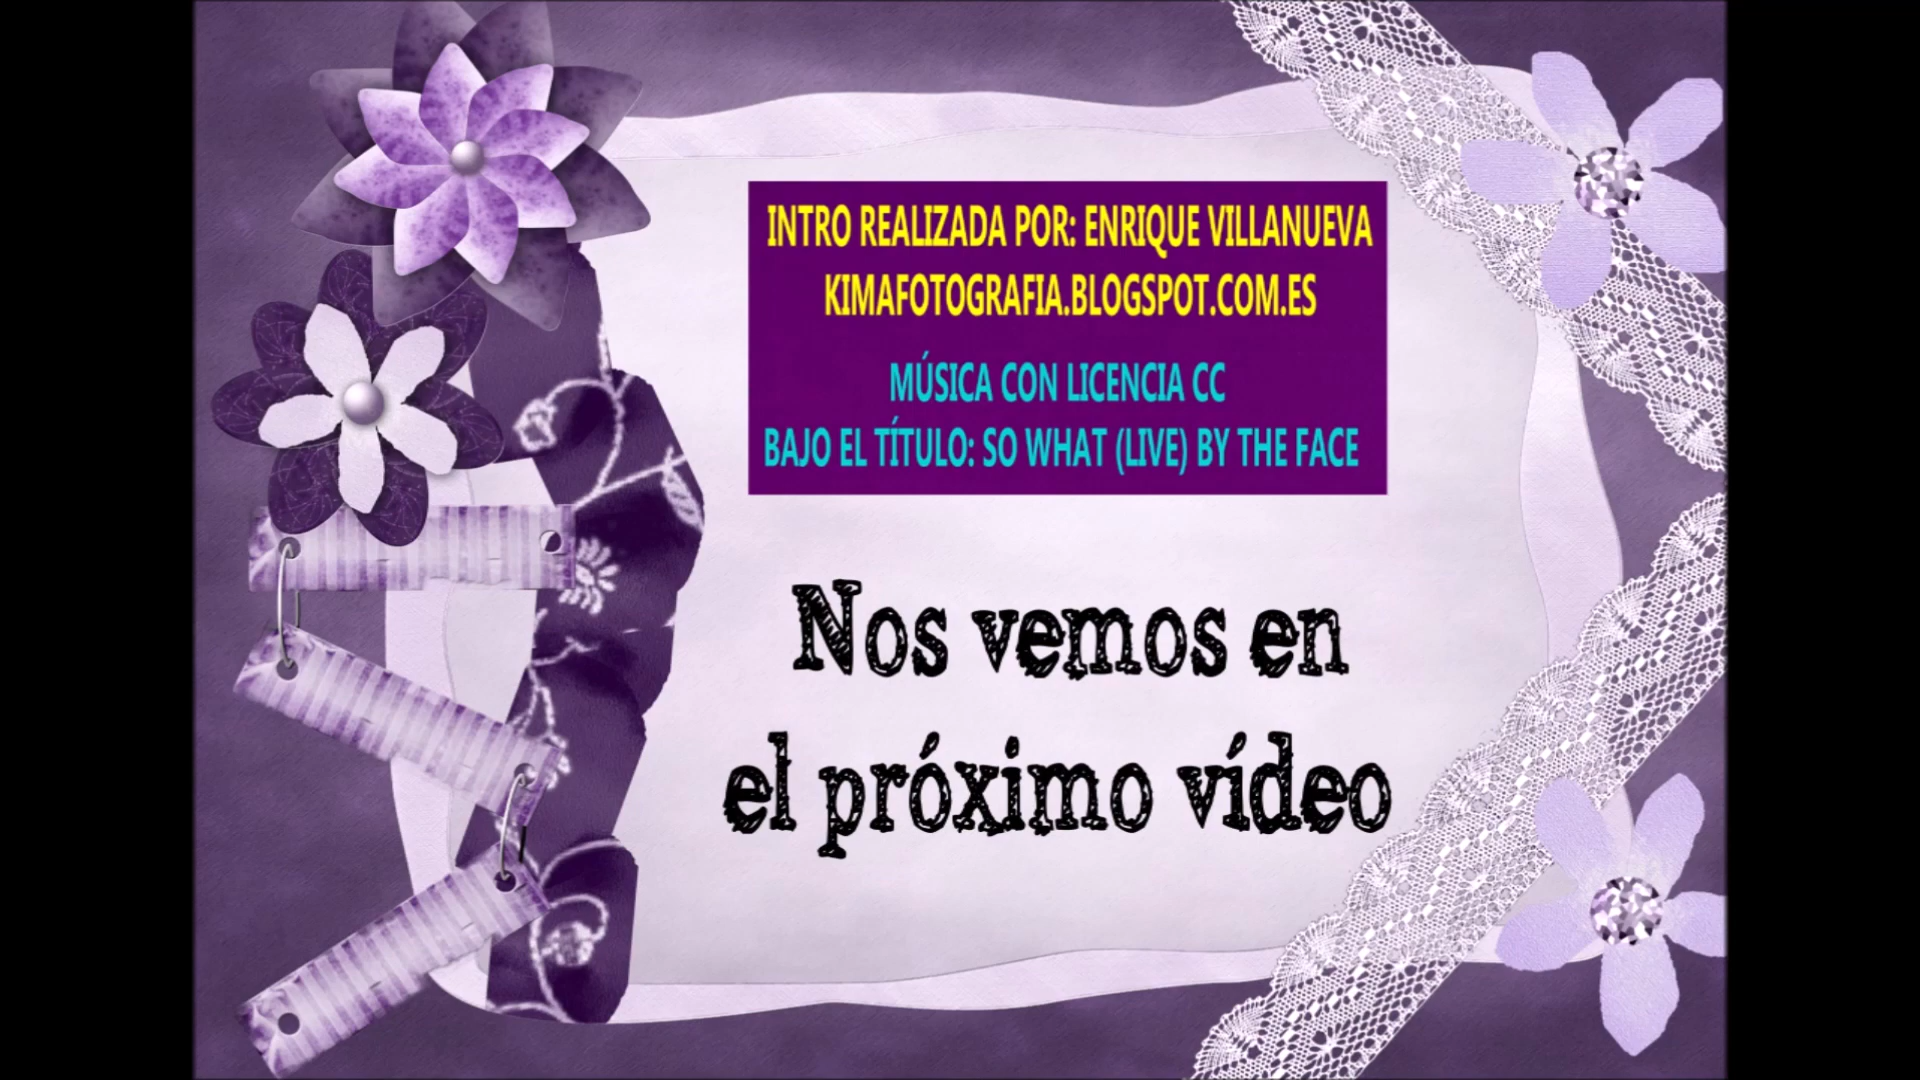 INTRO REALIZADA POR: ENRIQUE VILLANUEVA
KIMAFOTOGRAFIA.BLOGSPOT.COM.ES
MÚSICA CON LICENCIA CC
BAJO EL TÍTULO: SO WHAT (LIVE) BY THE FACE
Nos vemos en
el próximo vídeo